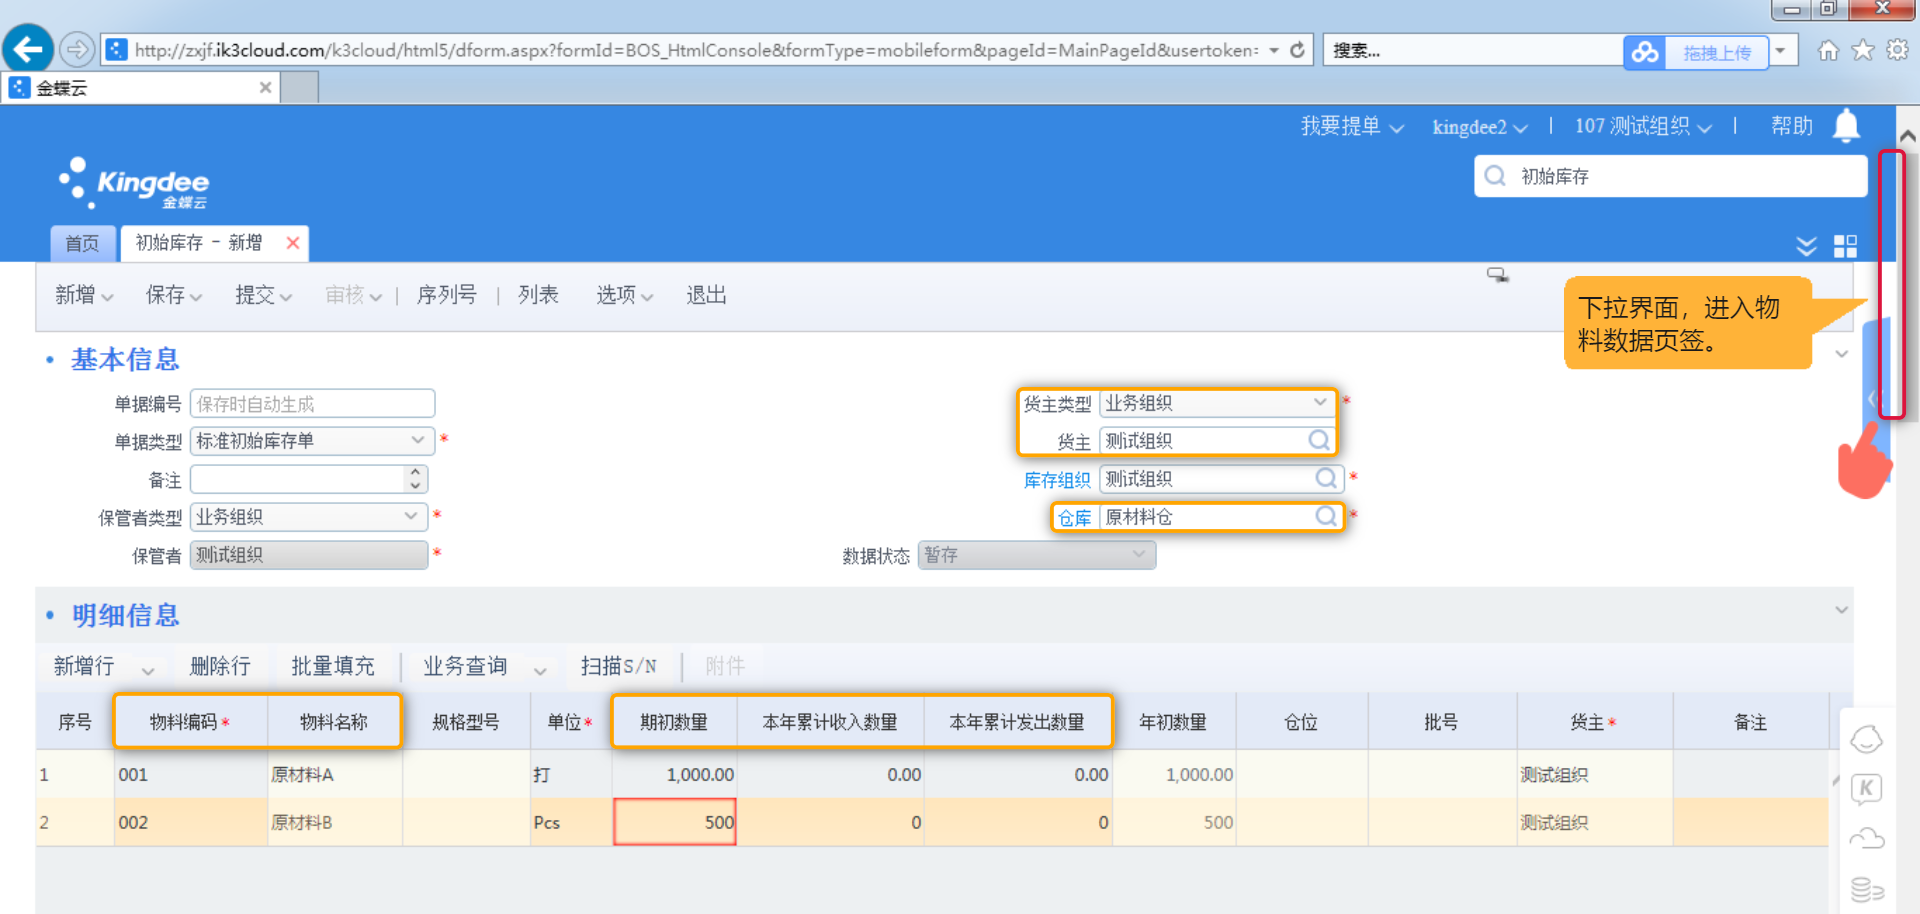 http://zxjf.ik3cloud.com/k3cloud/html5/dform.aspx?formId=BOS_HtmlConsole&formType=mobileform&pageId=MainPageId&usertoken=
搜索...
拖拽上传
金蝶云
我要提单 kingdee2 | 107 测试组织 | 帮助
Kingdee
金蝶云
初始库存
首页 初始库存 - 新增
新增 保存 提交 审核 | 序列号 | 列表 选项 退出
下拉界面，进入物
料数据页签。
基本信息
单据编号 保存时自动生成 货主类型 业务组织 *
单据类型 标准初始库存单 * 货主 测试组织
备注 库存组织 测试组织 *
保管者类型 业务组织 * 仓库 原材料仓 *
保管者 测试组织 * 数据状态 暂存
明细信息
新增行 删除行 批量填充 | 业务查询 扫描S/N | 附件
序号 物料编码* 物料名称 规格型号 单位* 期初数量 本年累计收入数量 本年累计发出数量 年初数量 仓位 批号 货主* 备注
1 001 原材料A 打 1,000.00 0.00 0.00 1,000.00 测试组织
2 002 原材料B Pcs 500 0 0 500 测试组织
K